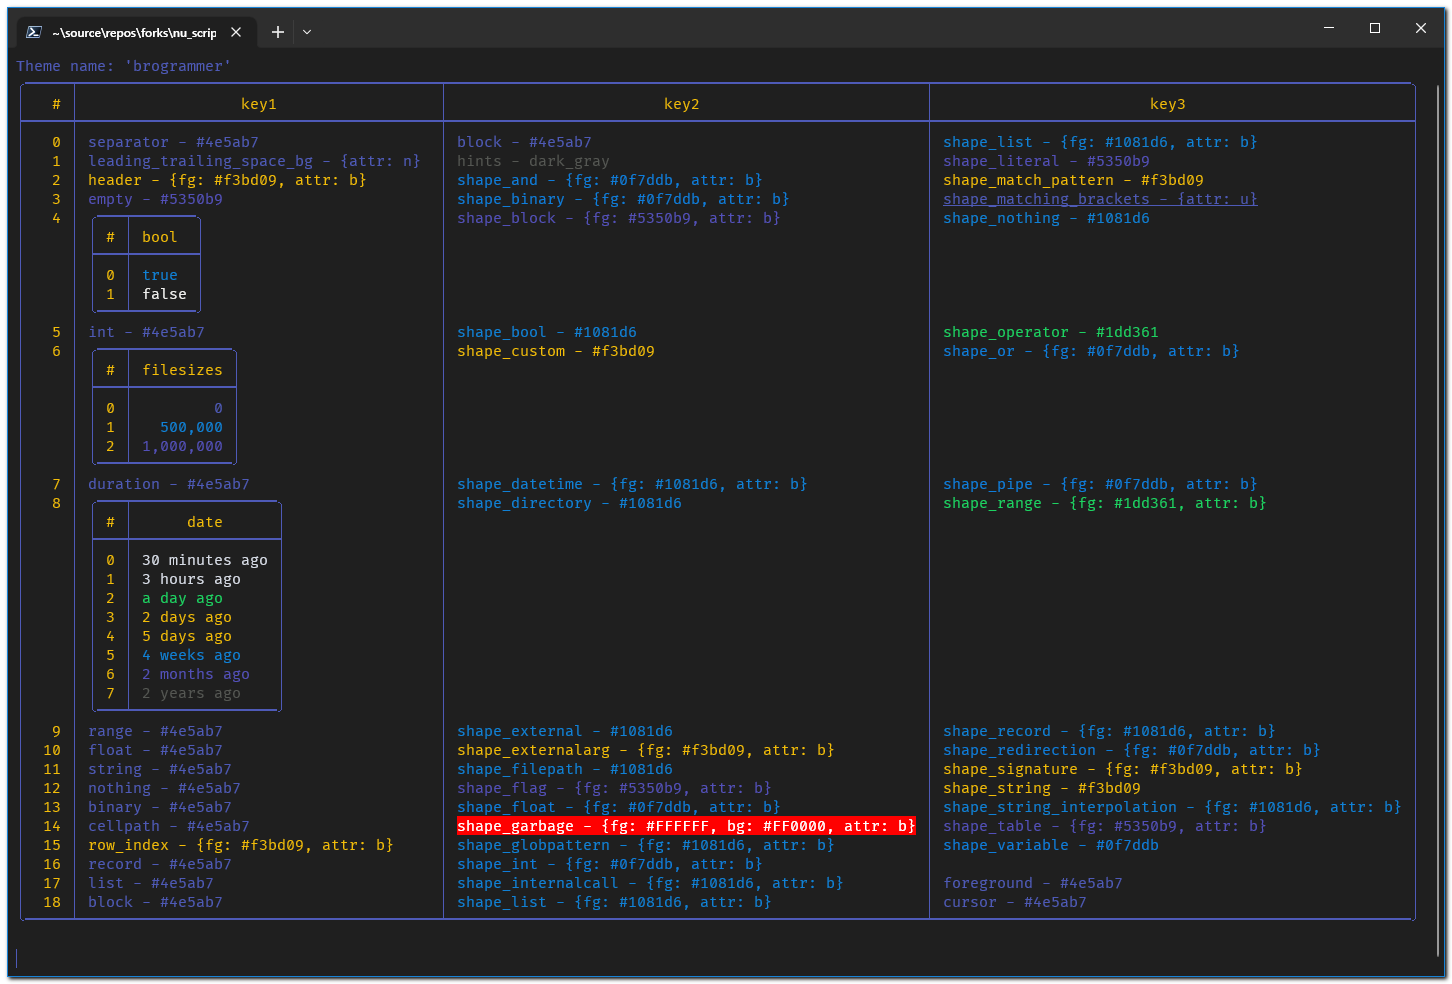 ~\source\repos\forks\nu_scrip
Theme name: 'brogrammer'
# key1 key2 key3
0 separator - #4e5ab7 block - #4e5ab7 shape_list - {fg: #1081d6, attr: b}
1 leading_trailing_space_bg - {attr: n} hints - dark_gray shape_literal - #5350b9
2 header - {fg: #f3bd09, attr: b} shape_and - {fg: #0f7ddb, attr: b} shape_match_pattern - #f3bd09
3 empty - #5350b9 shape_binary - {fg: #0f7ddb, attr: b} shape_matching_brackets - {attr: u}
4 shape_block - {fg: #5350b9, attr: b} shape_nothing - #1081d6
# bool
0 true
1 false
5 int - #4e5ab7 shape_bool - #1081d6 shape_operator - #1dd361
6 shape_custom - #f3bd09 shape_or - {fg: #0f7ddb, attr: b}
# filesizes
0 0
1 500,000
2 1,000,000
7 duration - #4e5ab7 shape_datetime - {fg: #1081d6, attr: b} shape_pipe - {fg: #0f7ddb, attr: b}
8 shape_directory - #1081d6 shape_range - {fg: #1dd361, attr: b}
# date
0 30 minutes ago
1 3 hours ago
2 a day ago
3 2 days ago
4 5 days ago
5 4 weeks ago
6 2 months ago
7 2 years ago
9 range - #4e5ab7 shape_external - #1081d6 shape_record - {fg: #1081d6, attr: b}
10 float - #4e5ab7 shape_externalarg - {fg: #f3bd09, attr: b} shape_redirection - {fg: #0f7ddb, attr: b}
11 string - #4e5ab7 shape_filepath - #1081d6 shape_signature - {fg: #f3bd09, attr: b}
12 nothing - #4e5ab7 shape_flag - {fg: #5350b9, attr: b} shape_string - #f3bd09
13 binary - #4e5ab7 shape_float - {fg: #0f7ddb, attr: b} shape_string_interpolation - {fg: #1081d6, attr: b}
14 cellpath - #4e5ab7 shape_garbage - {fg: #FFFFFF, bg: #FF0000, attr: b} shape_table - {fg: #5350b9, attr: b}
15 row_index - {fg: #f3bd09, attr: b} shape_globpattern - {fg: #1081d6, attr: b} shape_variable - #0f7ddb
16 record - #4e5ab7 shape_int - {fg: #0f7ddb, attr: b}
17 list - #4e5ab7 shape_internalcall - {fg: #1081d6, attr: b} foreground - #4e5ab7
18 block - #4e5ab7 shape_list - {fg: #1081d6, attr: b} cursor - #4e5ab7